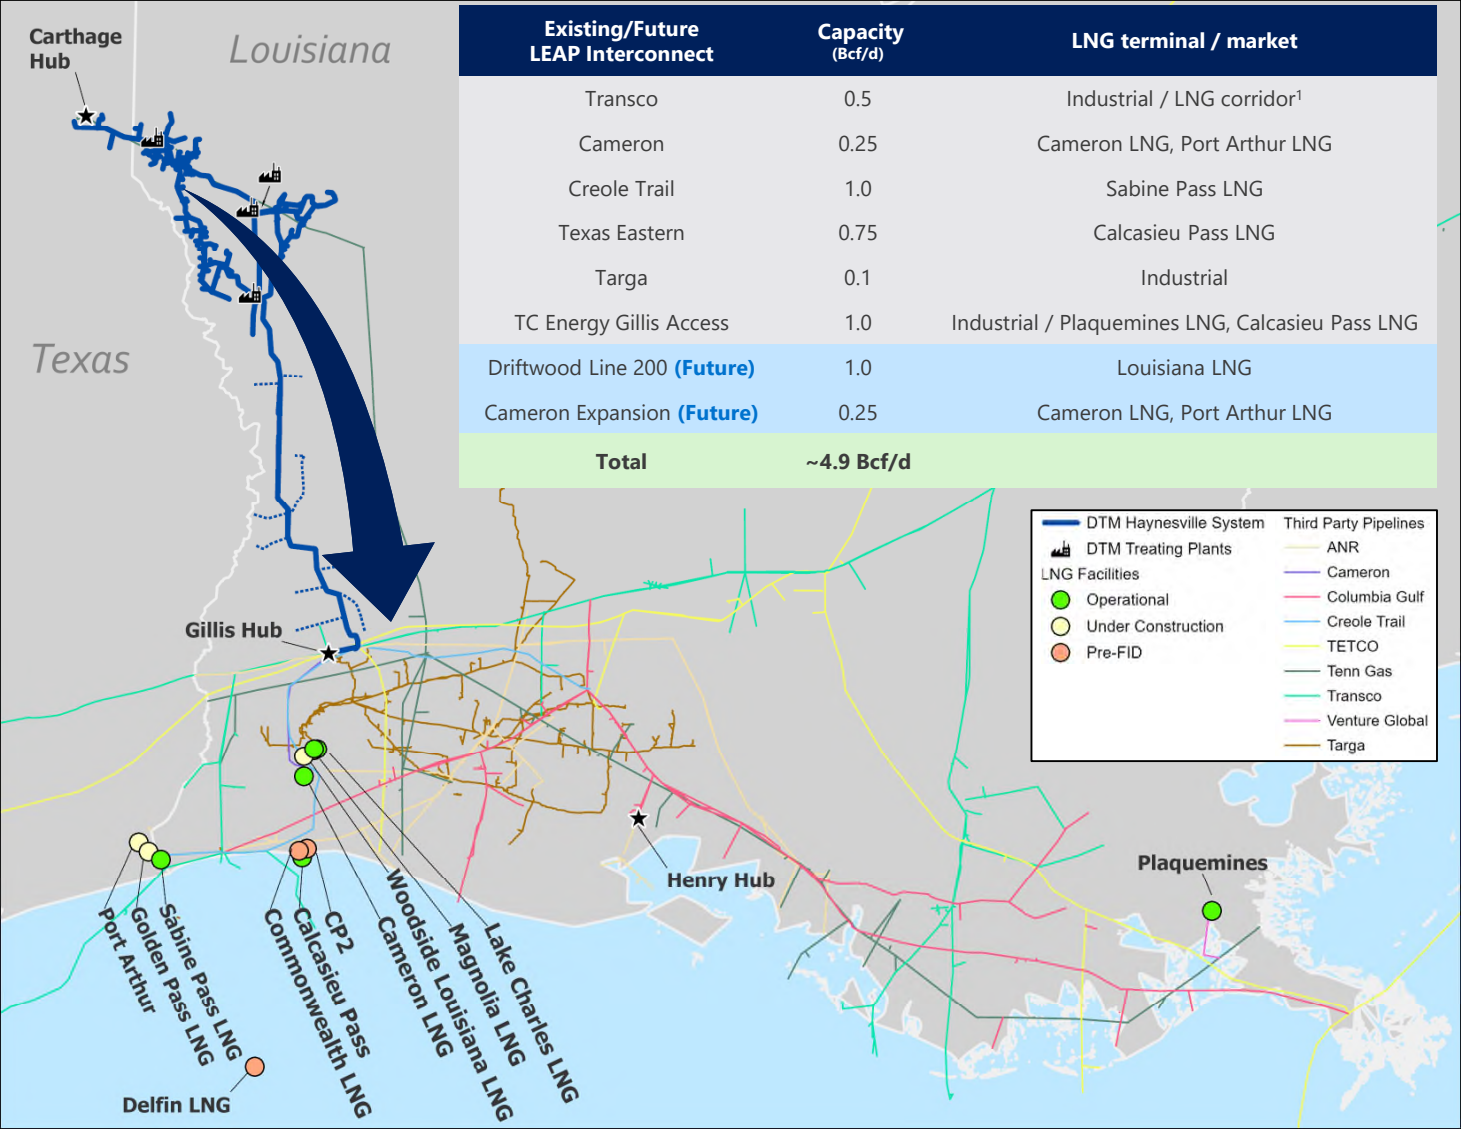 Carthage
Hub
Louisiana
Texas
Existing/Future
LEAP Interconnect
Capacity
(Bcf/d)
LNG terminal / market
Transco 0.5 Industrial / LNG corridor¹
Cameron 0.25 Cameron LNG, Port Arthur LNG
Creole Trail 1.0 Sabine Pass LNG
Texas Eastern 0.75 Calcasieu Pass LNG
Targa 0.1 Industrial
TC Energy Gillis Access 1.0 Industrial / Plaquemines LNG, Calcasieu Pass LNG
Driftwood Line 200 (Future) 1.0 Louisiana LNG
Cameron Expansion (Future) 0.25 Cameron LNG, Port Arthur LNG
Total ~4.9 Bcf/d
DTM Haynesville System
DTM Treating Plants
LNG Facilities
Operational
Under Construction
Pre-FID
Third Party Pipelines
ANR
Cameron
Columbia Gulf
Creole Trail
TETCO
Tenn Gas
Transco
Venture Global
Targa
Gillis Hub
Henry Hub
Plaquemines
Port Arthur
Golden Pass LNG
Sabine Pass LNG
Commonwealth LNG
Calcasieu Pass
CP2
Cameron LNG
Woodside Louisiana LNG
Magnolia LNG
Lake Charles LNG
Delfin LNG